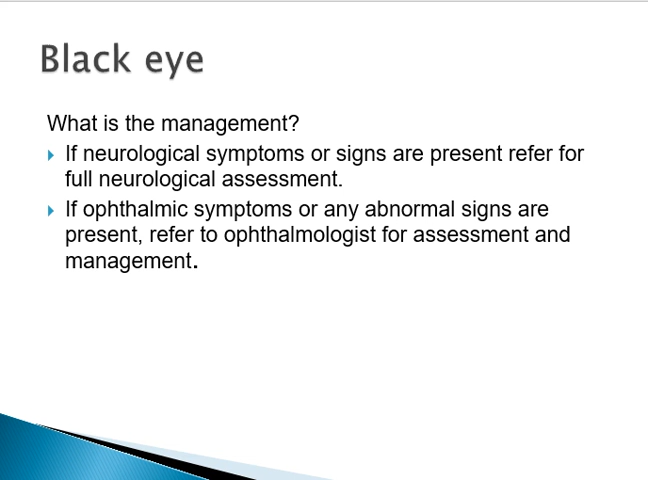 Black eye
What is the management?
If neurological symptoms or signs are present refer for
full neurological assessment.
If ophthalmic symptoms or any abnormal signs are
present, refer to ophthalmologist for assessment and
management.